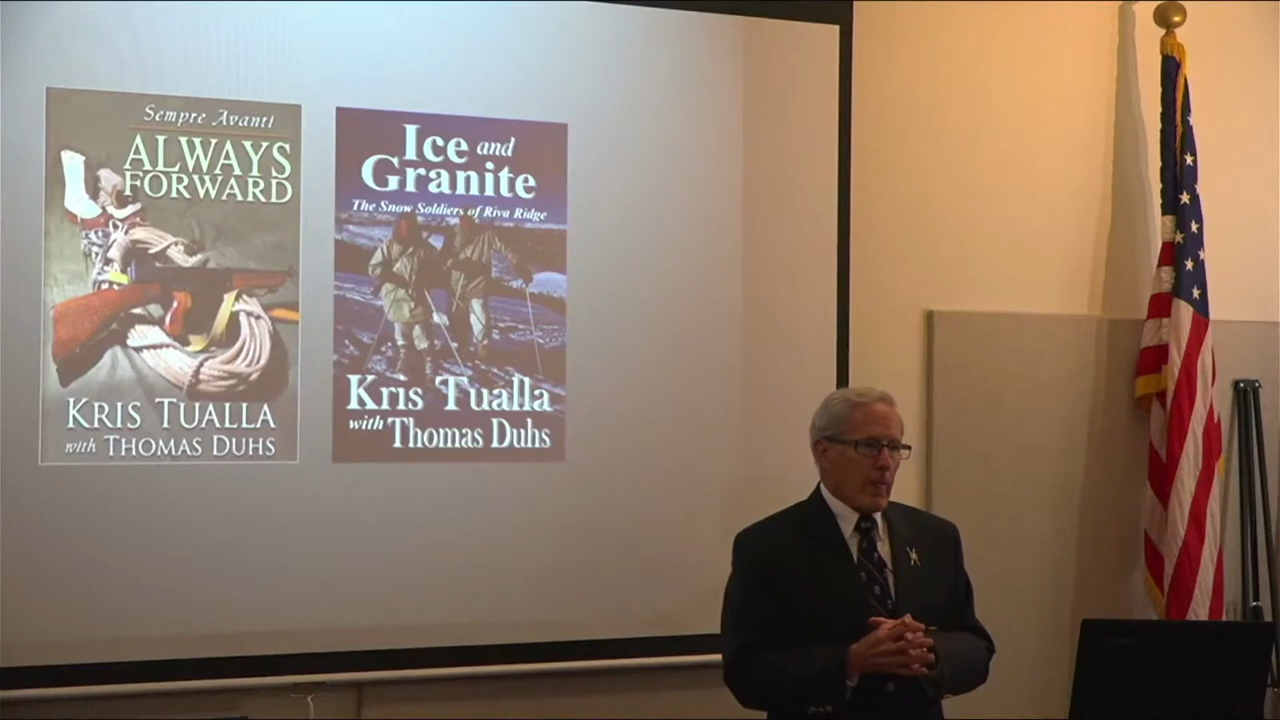 Sempre Avanti
ALWAYS
FORWARD
KRIS TUALLA
with THOMAS DUHS
Ice and
Granite
The Snow Soldiers of Riva Ridge
Kris Tualla
with Thomas Duhs